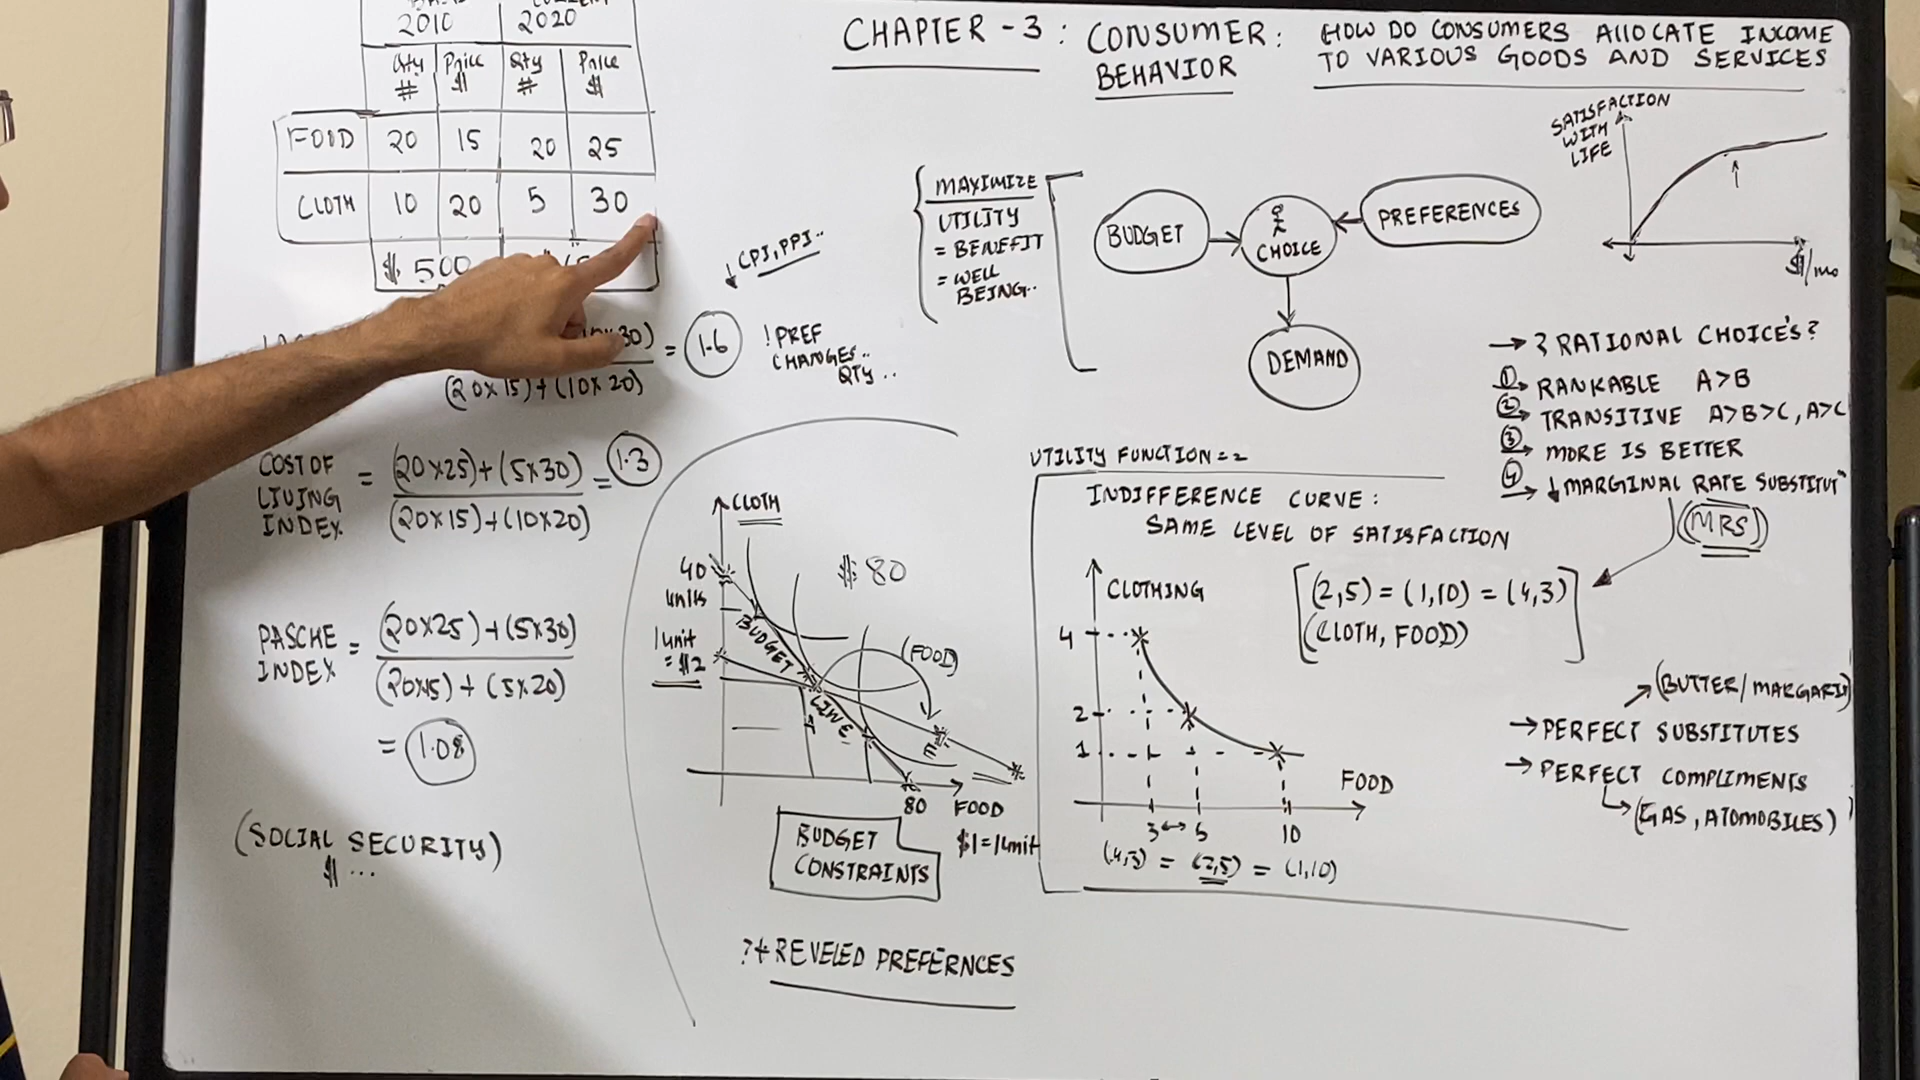 2010 2020
Qty # Price $ Qty # Price $
FOOD 20 15 20 25
CLOTH 10 20 5 30
$ 500
CPI, PPI..
30)
(20x15)+(10x20)
= 1.6
! PREF
CHANGES..
QTY ..
COST OF
LIVING
INDEX
= (20x25)+(5x30)
(20x15)+(10x20)
= 1.3
PASCHE
INDEX
= (20x25)+(5x30)
(20x15)+(5x20)
= 1.08
(SOCIAL SECURITY)
$ ...
CHAPTER - 3 : CONSUMER :
BEHAVIOR
HOW DO CONSUMERS AllOCATE INCOME
TO VARIOUS GOODS AND SERVICES
MAXIMIZE
UTILITY
= BENEFIT
= WELL
BEING..
BUDGET
CHOICE
PREFERENCES
DEMAND
SATISFACTION
WITH
LIFE
$/mo
→ ? RATIONAL CHOICE'S?
① RANKABLE A>B
② TRANSITIVE A>B>C, A>C
③ MORE IS BETTER
④ ↓ MARGINAL RATE SUBSTITUTⁿ
(MRS)
CLOTH
$ 80
40
units
1 unit
= $2
BUDGET
LINE
(FOOD)
80
FOOD
$1=1unit
BUDGET
CONSTRAINTS
?+ REVELED PREFERNCES
UTILITY FUNCTION = 2
INDIFFERENCE CURVE :
SAME LEVEL OF SATISFACTION
[(2,5) = (1,10) = (4,3)]
(CLOTH, FOOD)
CLOTHING
4
2
1
FOOD
3 ↔ 5 10
(4,3) = (2,5) = (1,10)
(BUTTER/MARGARIN)
→ PERFECT SUBSTITUTES
→ PERFECT COMPLIMENTS
(GAS, ATOMOBILES)